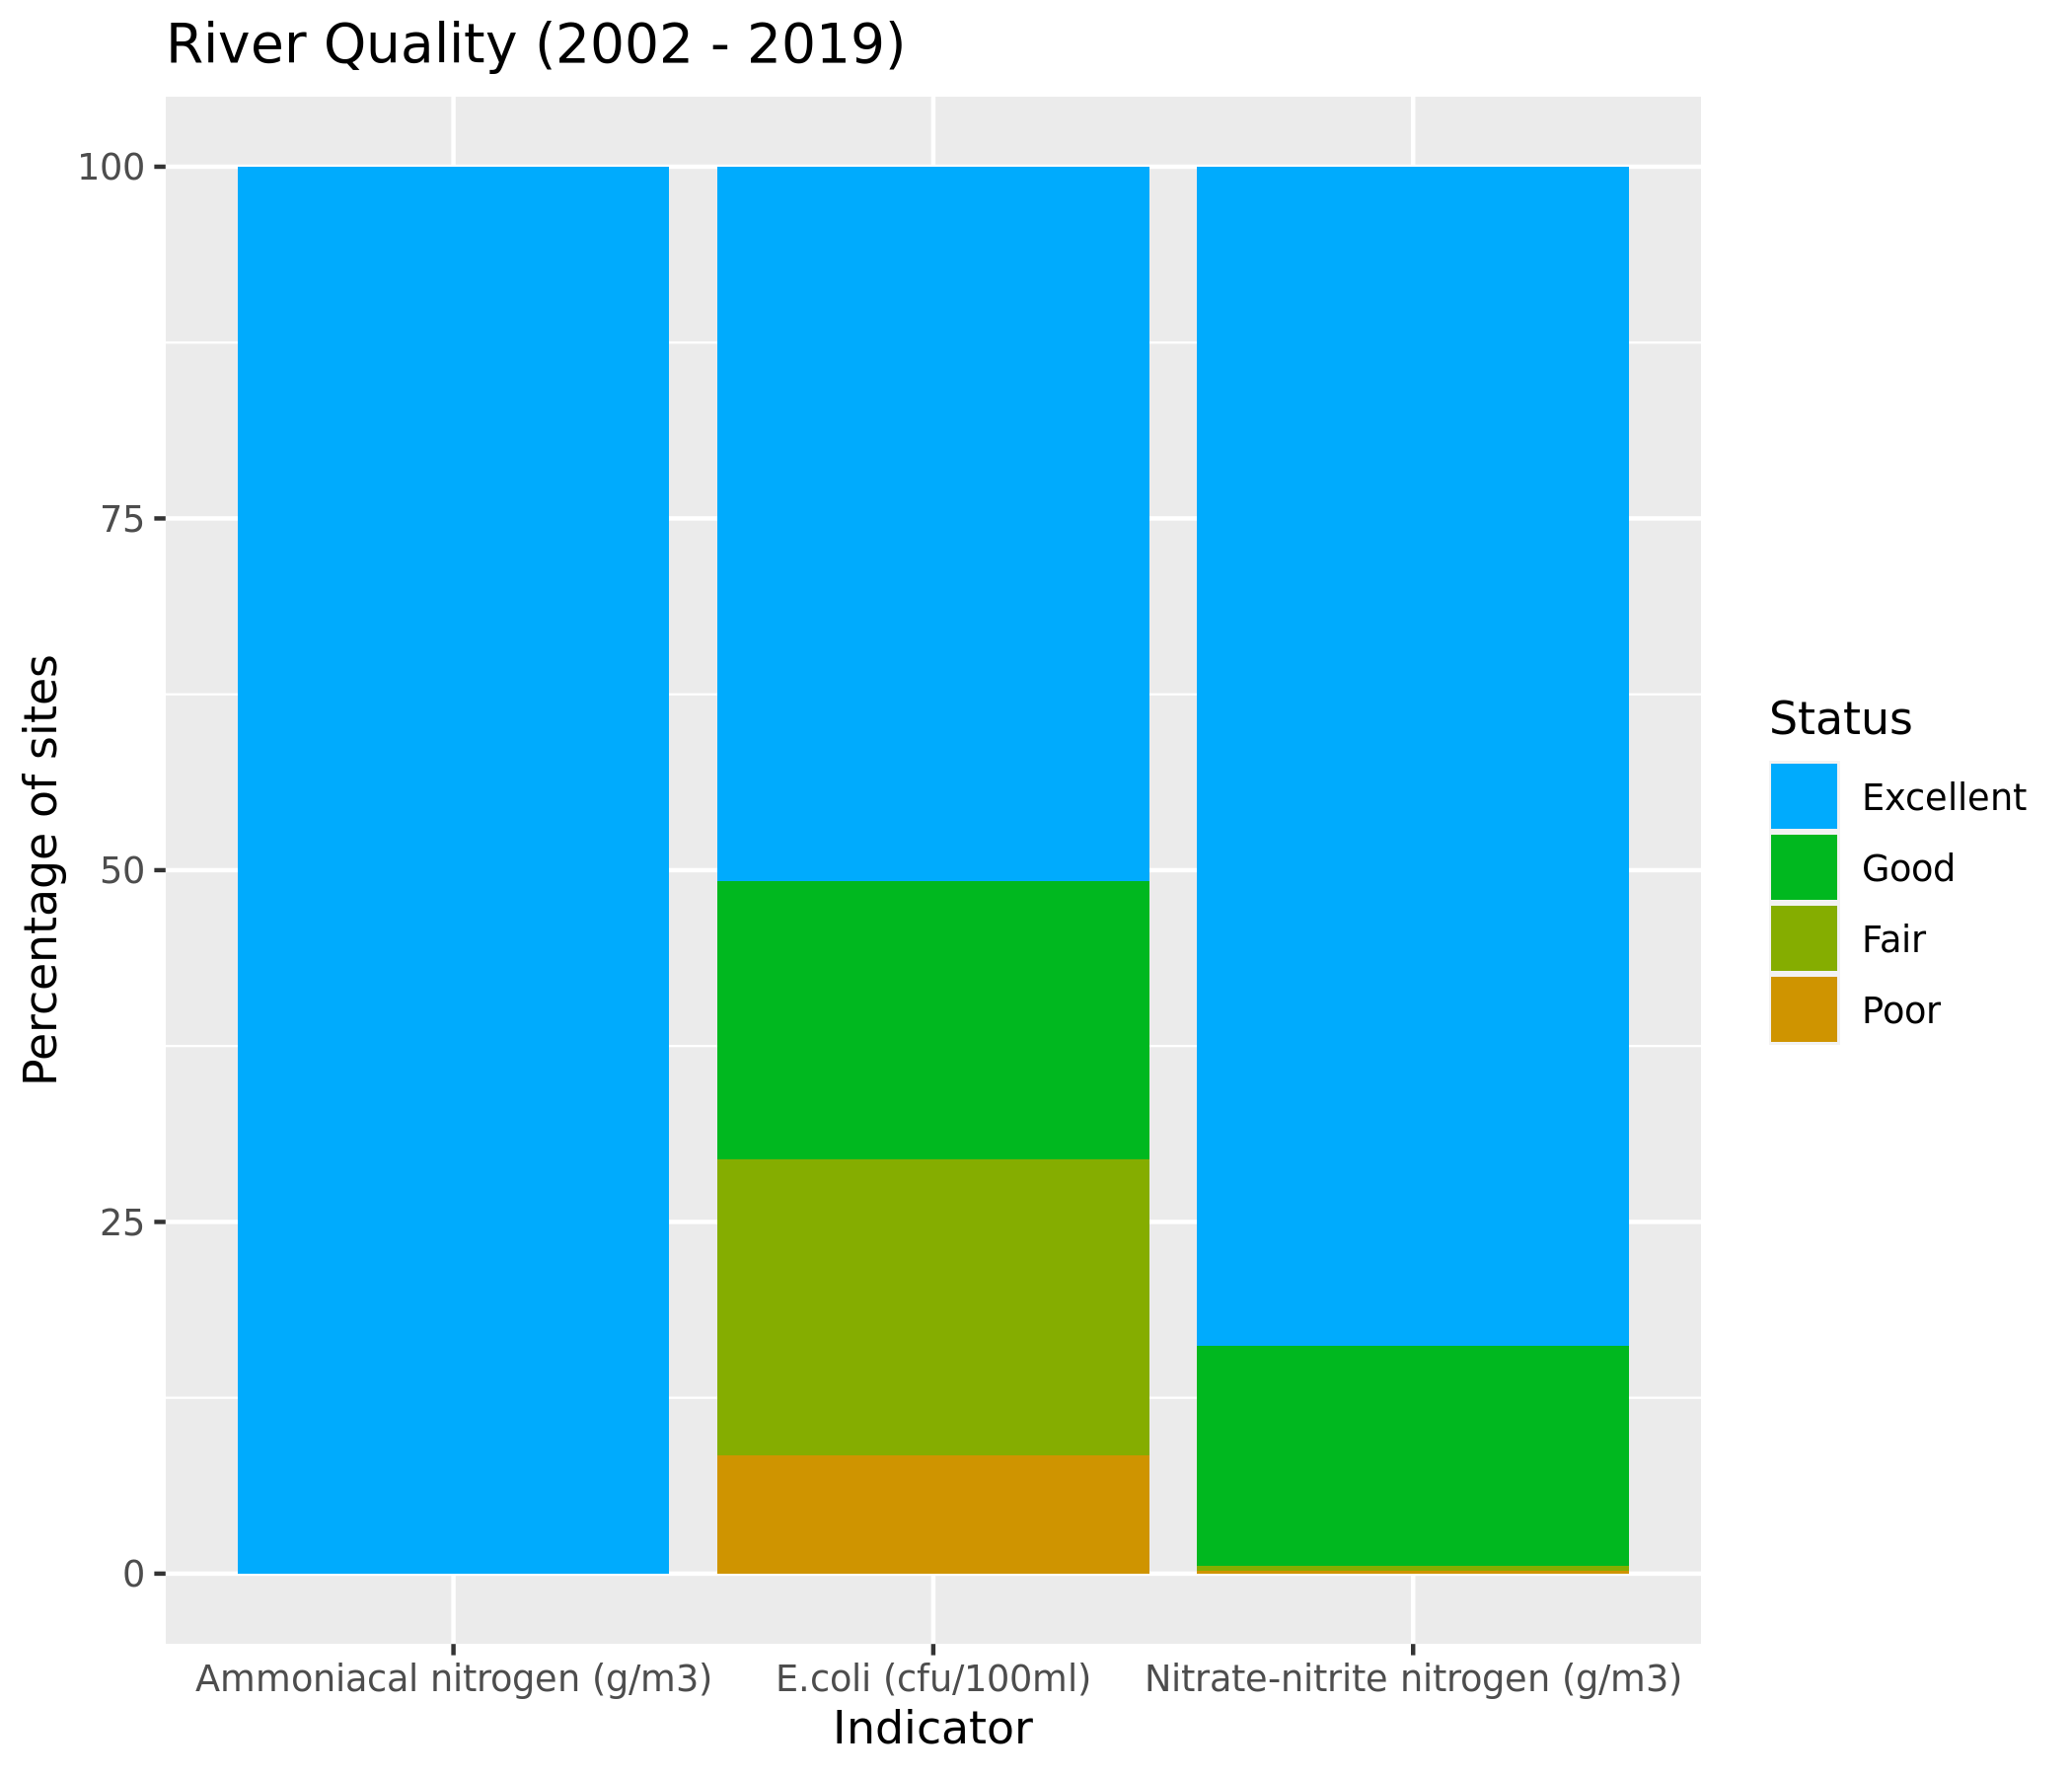 River Quality (2002 - 2019)
Percentage of sites
100
75
50
25
0
Ammoniacal nitrogen (g/m3)
E.coli (cfu/100ml)
Nitrate-nitrite nitrogen (g/m3)
Indicator
Status
Excellent
Good
Fair
Poor